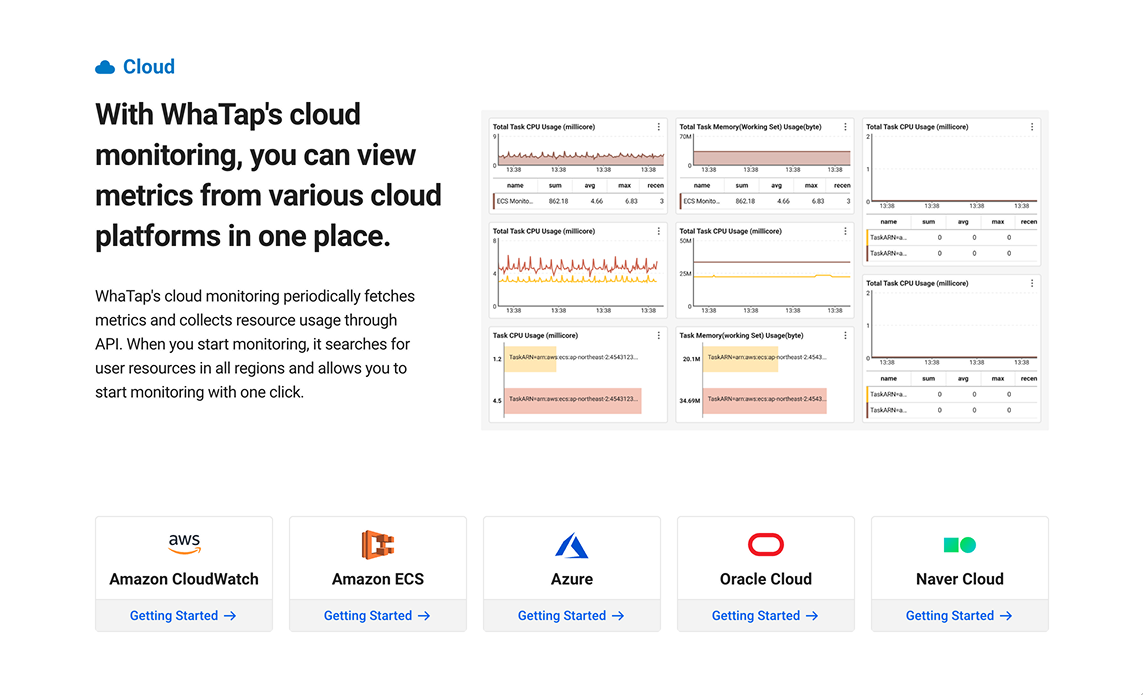 Cloud
With WhaTap's cloud
monitoring, you can view
metrics from various cloud
platforms in one place.
WhaTap's cloud monitoring periodically fetches
metrics and collects resource usage through
API. When you start monitoring, it searches for
user resources in all regions and allows you to
start monitoring with one click.
Total Task CPU Usage (millicore)
9
0
13:38 13:38 13:38 13:38
name sum avg max recen
ECS Monito... 862.18 4.66 6.83 3
Total Task Memory(Working Set) Usage(byte)
70M
0
13:38 13:38 13:38 13:38
name sum avg max recen
ECS Monito... 862.18 4.66 6.83 3
Total Task CPU Usage (millicore)
2
1
0
13:38 13:38 13:38 13:38
name sum avg max recen
TaskARN=a... 0 0 0
TaskARN=a... 0 0 0
Total Task CPU Usage (millicore)
8
4
0
13:38 13:38 13:38 13:38
Total Task CPU Usage (millicore)
50M
25M
0
13:38 13:38 13:38 13:38
Total Task CPU Usage (millicore)
2
1
0
13:38 13:38 13:38 13:38
name sum avg max recen
TaskARN=a... 0 0 0
TaskARN=a... 0 0 0
Task CPU Usage (millicore)
1.2 TaskARN=arn:aws:ecs:ap-northeast-2:4543123...
4.5 TaskARN=arn:aws:ecs:ap-northeast-2:4543123...
Task Memory(working Set) Usage(byte)
20.1M TaskARN=arn:aws:ecs:ap-northeast-2:4543...
34.69M TaskARN=arn:aws:ecs:ap-northeast-2:4543...
aws
Amazon CloudWatch
Getting Started →
Amazon ECS
Getting Started →
Azure
Getting Started →
Oracle Cloud
Getting Started →
Naver Cloud
Getting Started →